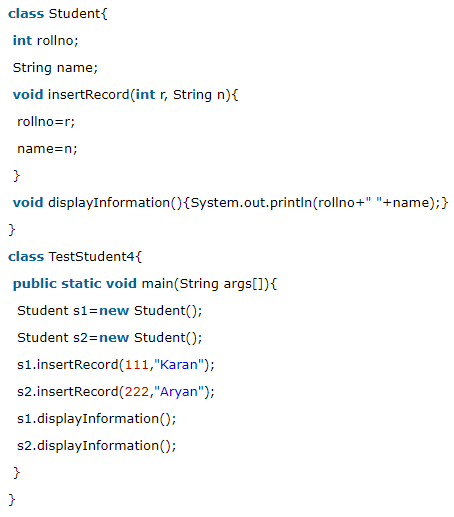 class Student{
int rollno;
String name;
void insertRecord(int r, String n){
rollno=r;
name=n;
}
void displayInformation(){System.out.println(rollno+" "+name);}
}
class TestStudent4{
public static void main(String args[]){
Student s1=new Student();
Student s2=new Student();
s1.insertRecord(111,"Karan");
s2.insertRecord(222,"Aryan");
s1.displayInformation();
s2.displayInformation();
}
}